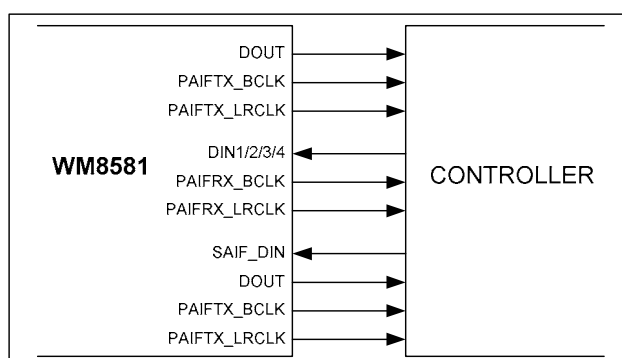 DOUT
PAIFTX_BCLK
PAIFTX_LRCLK
DIN1/2/3/4
WM8581
PAIFRX_BCLK
CONTROLLER
PAIFRX_LRCLK
SAIF_DIN
DOUT
PAIFTX_BCLK
PAIFTX_LRCLK